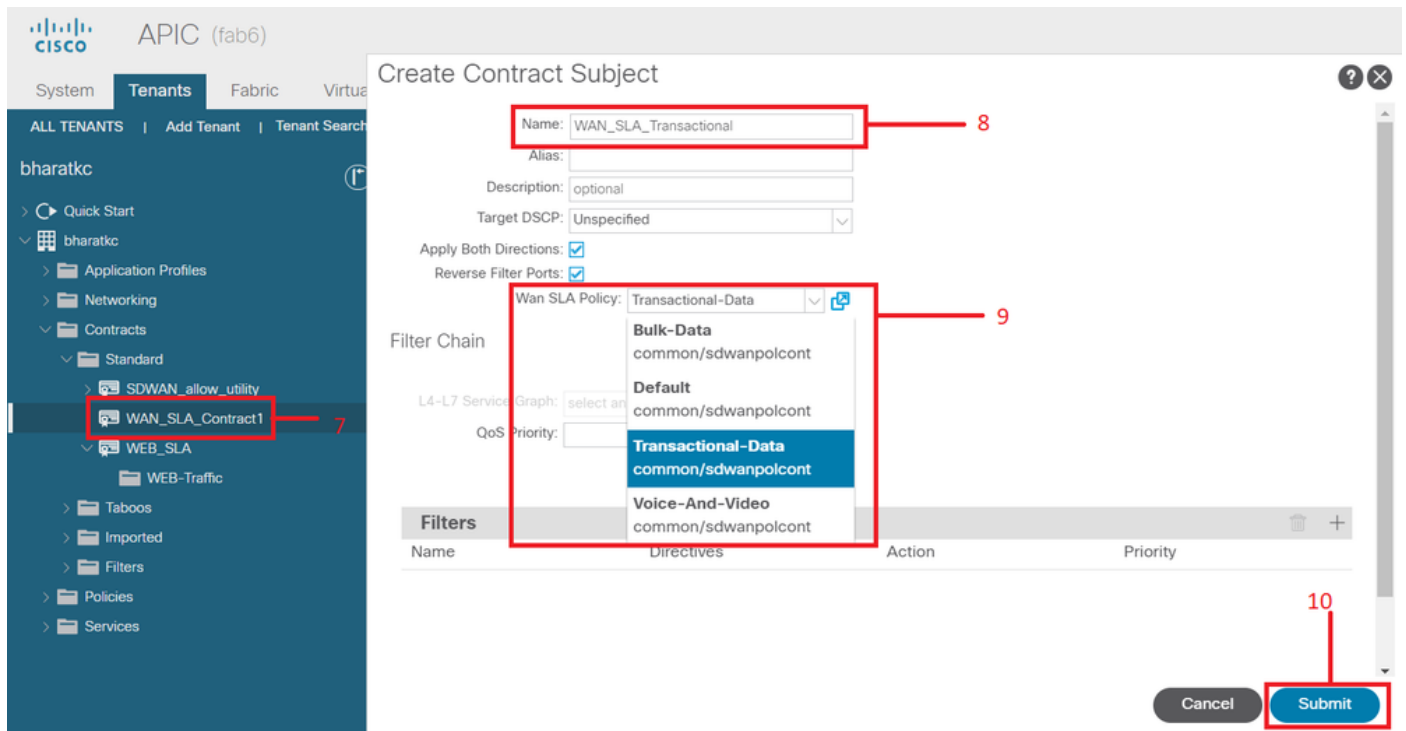 CISCO
APIC (fab6)
System Tenants Fabric Virtua
ALL TENANTS | Add Tenant | Tenant Search
bharatkc
Quick Start
bharatkc
Application Profiles
Networking
Contracts
Standard
SDWAN_allow_utility
WAN_SLA_Contract1
7
WEB_SLA
WEB-Traffic
Taboos
Imported
Filters
Policies
Services
Create Contract Subject
Name: WAN_SLA_Transactional
8
Alias:
Description: optional
Target DSCP: Unspecified
Apply Both Directions:
Reverse Filter Ports:
Wan SLA Policy: Transactional-Data
9
Bulk-Data
common/sdwanpolcont
Default
common/sdwanpolcont
Transactional-Data
common/sdwanpolcont
Voice-And-Video
common/sdwanpolcont
Filter Chain
L4-L7 Service Graph: select an
QoS Priority:
Filters
Name Directives Action Priority
10
Cancel Submit